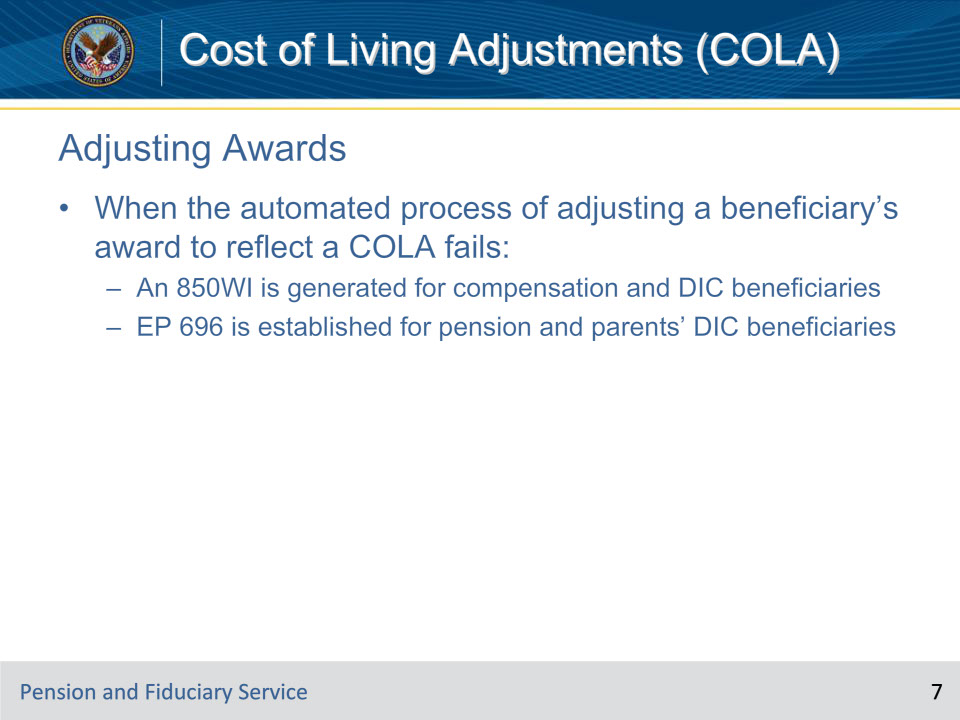 Cost of Living Adjustments (COLA)
Adjusting Awards
• When the automated process of adjusting a beneficiary’s
award to reflect a COLA fails:
– An 850WI is generated for compensation and DIC beneficiaries
– EP 696 is established for pension and parents’ DIC beneficiaries
Pension and Fiduciary Service
7